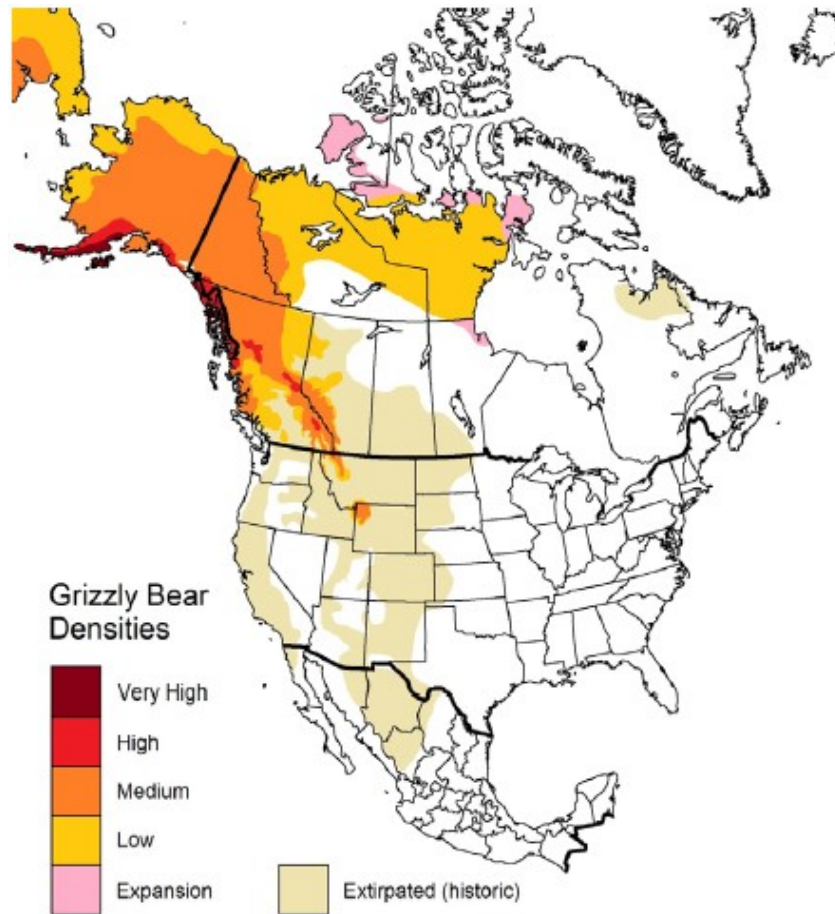 Grizzly Bear
Densities
Very High
High
Medium
Low
Expansion
Extirpated (historic)